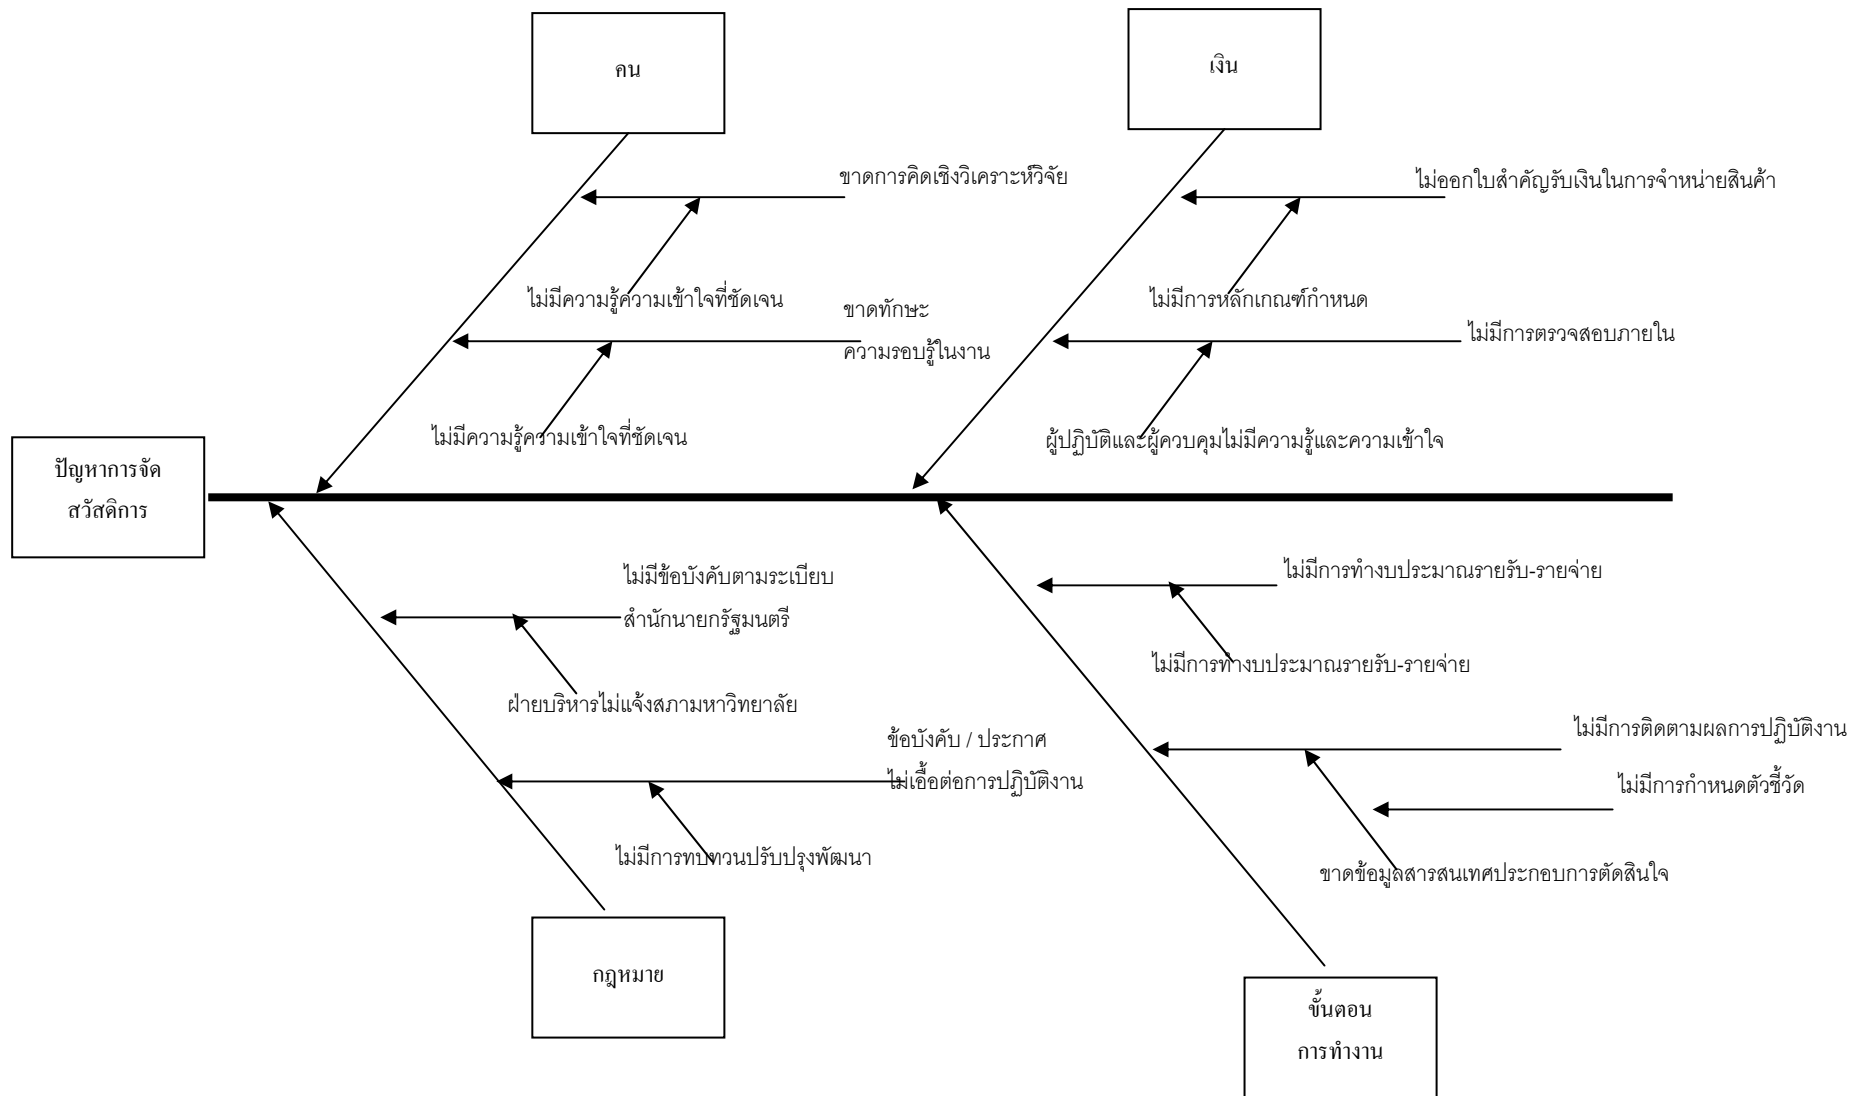 คน
เงิน
ขาดการคิดเชิงวิเคราะห์วิจัย
ไม่ออกใบสำคัญรับเงินในการจำหน่ายสินค้า
ไม่มีความรู้ความเข้าใจที่ชัดเจน
ไม่มีการหลักเกณฑ์กำหนด
ขาดทักษะ
ความรอบรู้ในงาน
ไม่มีการตรวจสอบภายใน
ไม่มีความรู้ความเข้าใจที่ชัดเจน
ผู้ปฏิบัติและผู้ควบคุมไม่มีความรู้และความเข้าใจ
ปัญหาการจัด
สวัสดิการ
ไม่มีข้อบังคับตามระเบียบ
สำนักนายกรัฐมนตรี
ไม่มีการทำงบประมาณรายรับ-รายจ่าย
ไม่มีการทำงบประมาณรายรับ-รายจ่าย
ฝ่ายบริหารไม่แจ้งสภามหาวิทยาลัย
ข้อบังคับ / ประกาศ
ไม่เอื้อต่อการปฏิบัติงาน
ไม่มีการติดตามผลการปฏิบัติงาน
ไม่มีการกำหนดตัวชี้วัด
ไม่มีการทบทวนปรับปรุงพัฒนา
ขาดข้อมูลสารสนเทศประกอบการตัดสินใจ
กฎหมาย
ขั้นตอน
การทำงาน